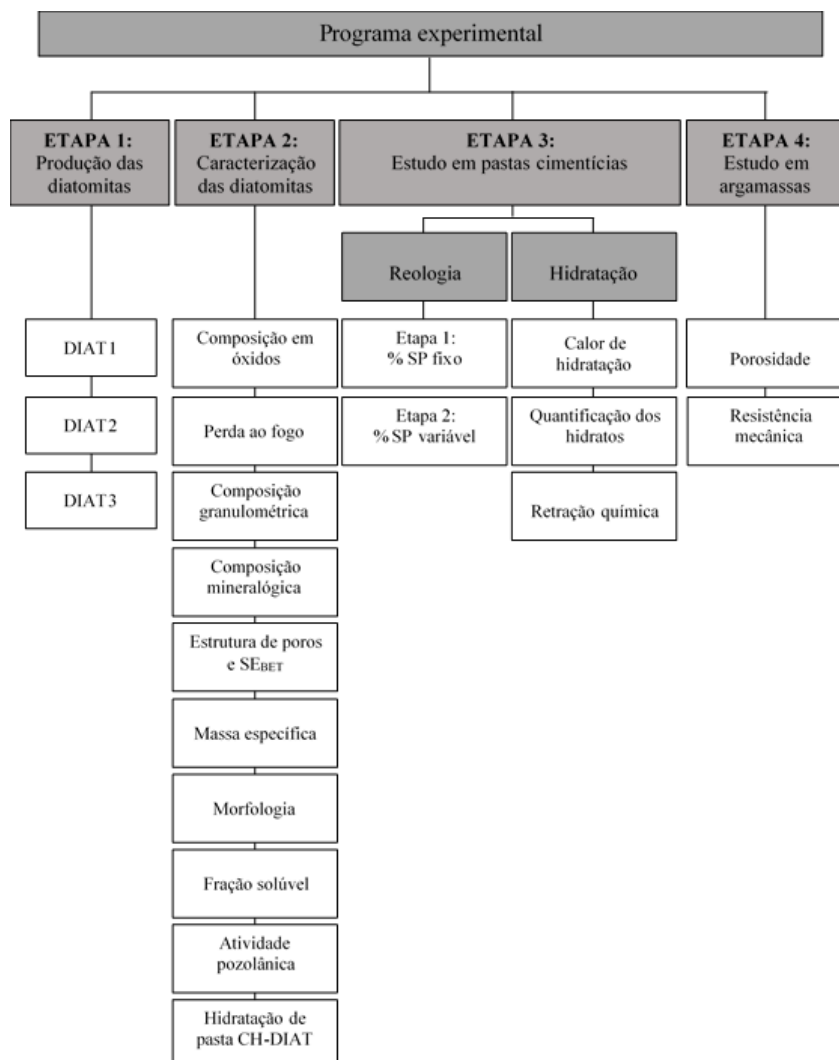 Programa experimental
ETAPA 1:
Produção das
diatomitas
DIAT1
DIAT2
DIAT3
ETAPA 2:
Caracterização
das diatomitas
Composição em
óxidos
Perda ao fogo
Composição
granulométrica
Composição
mineralógica
Estrutura de poros
e SEBET
Massa específica
Morfologia
Fração solúvel
Atividade
pozolânica
Hidratação de
pasta CH-DIAT
ETAPA 3:
Estudo em pastas cimentícias
Reologia
Etapa 1:
% SP fixo
Etapa 2:
% SP variável
Hidratação
Calor de
hidratação
Quantificação dos
hidratos
Retração química
ETAPA 4:
Estudo em
argamassas
Porosidade
Resistência
mecânica